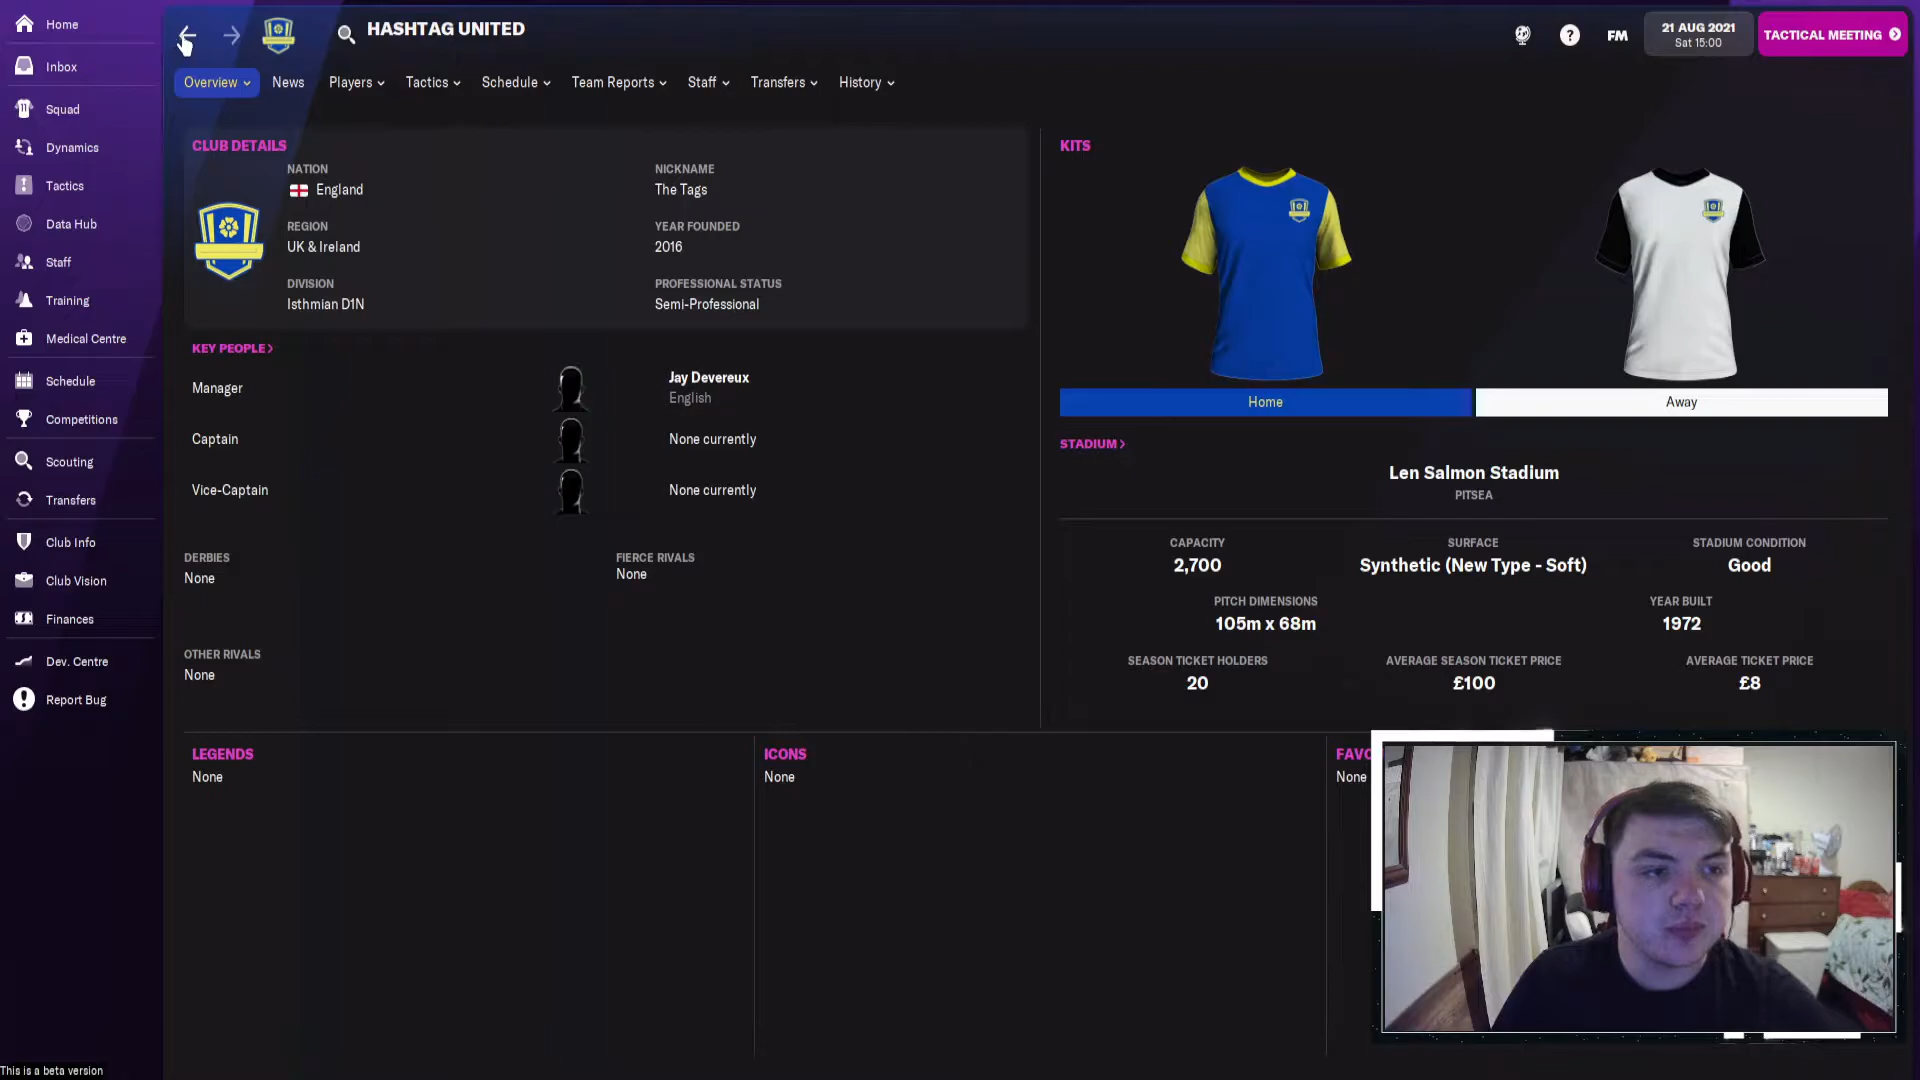 Home
Inbox
Squad
Dynamics
Tactics
Data Hub
Staff
Training
Medical Centre
Schedule
Competitions
Scouting
Transfers
Club Info
Club Vision
Finances
Dev. Centre
Report Bug
This is a beta version
HASHTAG UNITED
FM
21 AUG 2021
Sat 15:00
TACTICAL MEETING
Overview News Players Tactics Schedule Team Reports Staff Transfers History
CLUB DETAILS
NATION
England
NICKNAME
The Tags
REGION
UK & Ireland
YEAR FOUNDED
2016
DIVISION
Isthmian D1N
PROFESSIONAL STATUS
Semi-Professional
KEY PEOPLE
Manager
Jay Devereux
English
Captain
None currently
Vice-Captain
None currently
DERBIES
None
FIERCE RIVALS
None
OTHER RIVALS
None
KITS
Home
Away
STADIUM
Len Salmon Stadium
PITSEA
CAPACITY
2,700
SURFACE
Synthetic (New Type - Soft)
STADIUM CONDITION
Good
PITCH DIMENSIONS
105m x 68m
YEAR BUILT
1972
SEASON TICKET HOLDERS
20
AVERAGE SEASON TICKET PRICE
£100
AVERAGE TICKET PRICE
£8
LEGENDS
None
ICONS
None
FAVO
None